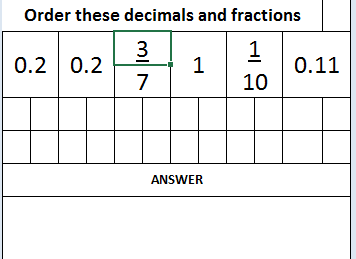 Order these decimals and fractions
0.2 0.2 3/7 1 1/10 0.11
ANSWER